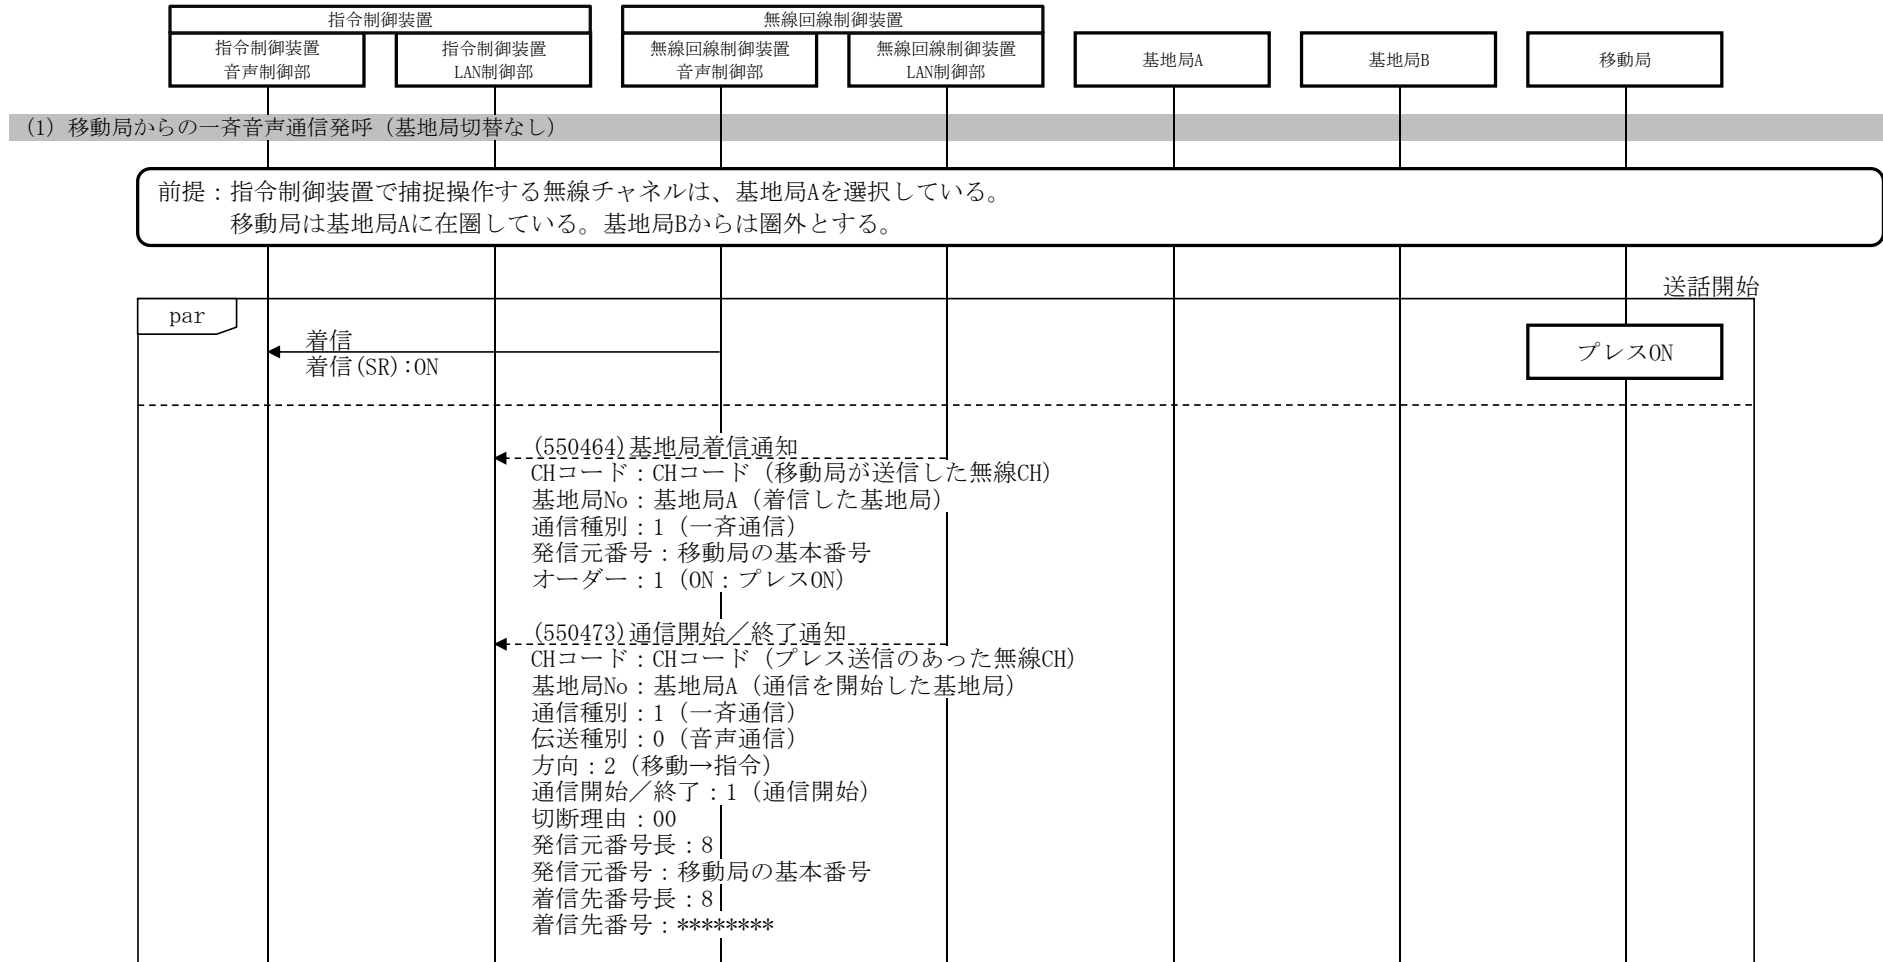 指令制御装置
無線回線制御装置
指令制御装置
音声制御部
指令制御装置
LAN制御部
無線回線制御装置
音声制御部
無線回線制御装置
LAN制御部
基地局A
基地局B
移動局
(1) 移動局からの一斉音声通信発呼（基地局切替なし）
前提：指令制御装置で捕捉操作する無線チャネルは、基地局Aを選択している。
移動局は基地局Aに在圏している。基地局Bからは圏外とする。
送話開始
par
着信
着信(SR):ON
プレスON
(550464)基地局着信通知
CHコード：CHコード（移動局が送信した無線CH）
基地局No：基地局A（着信した基地局）
通信種別：1（一斉通信）
発信元番号：移動局の基本番号
オーダー：1（ON：プレスON）
(550473)通信開始／終了通知
CHコード：CHコード（プレス送信のあった無線CH）
基地局No：基地局A（通信を開始した基地局）
通信種別：1（一斉通信）
伝送種別：0（音声通信）
方向：2（移動→指令）
通信開始／終了：1（通信開始）
切断理由：00
発信元番号長：8
発信元番号：移動局の基本番号
着信先番号長：8
着信先番号：********